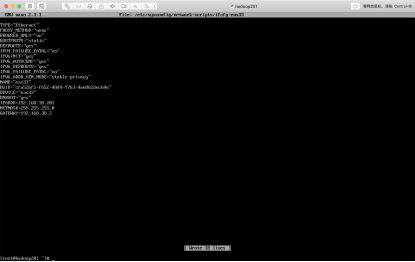 hadoop201
GNU nano 2.3.1 File: /etc/sysconfig/network-scripts/ifcfg-ens33
TYPE="Ethernet"
PROXY_METHOD="none"
BROWSER_ONLY="no"
BOOTPROTO="static"
DEFROUTE="yes"
IPV4_FAILURE_FATAL="no"
IPV6INIT="yes"
IPV6_AUTOCONF="yes"
IPV6_DEFROUTE="yes"
IPV6_FAILURE_FATAL="no"
IPV6_ADDR_GEN_MODE="stable-privacy"
NAME="ens33"
DEVICE="ens33"
ONBOOT="yes"
IPADDR=192.168.30.201
NETMASK=255.255.255.0
GATEWAY=192.168.30.2
[ Wrote 18 lines ]
[root@hadoop201 ~]# _